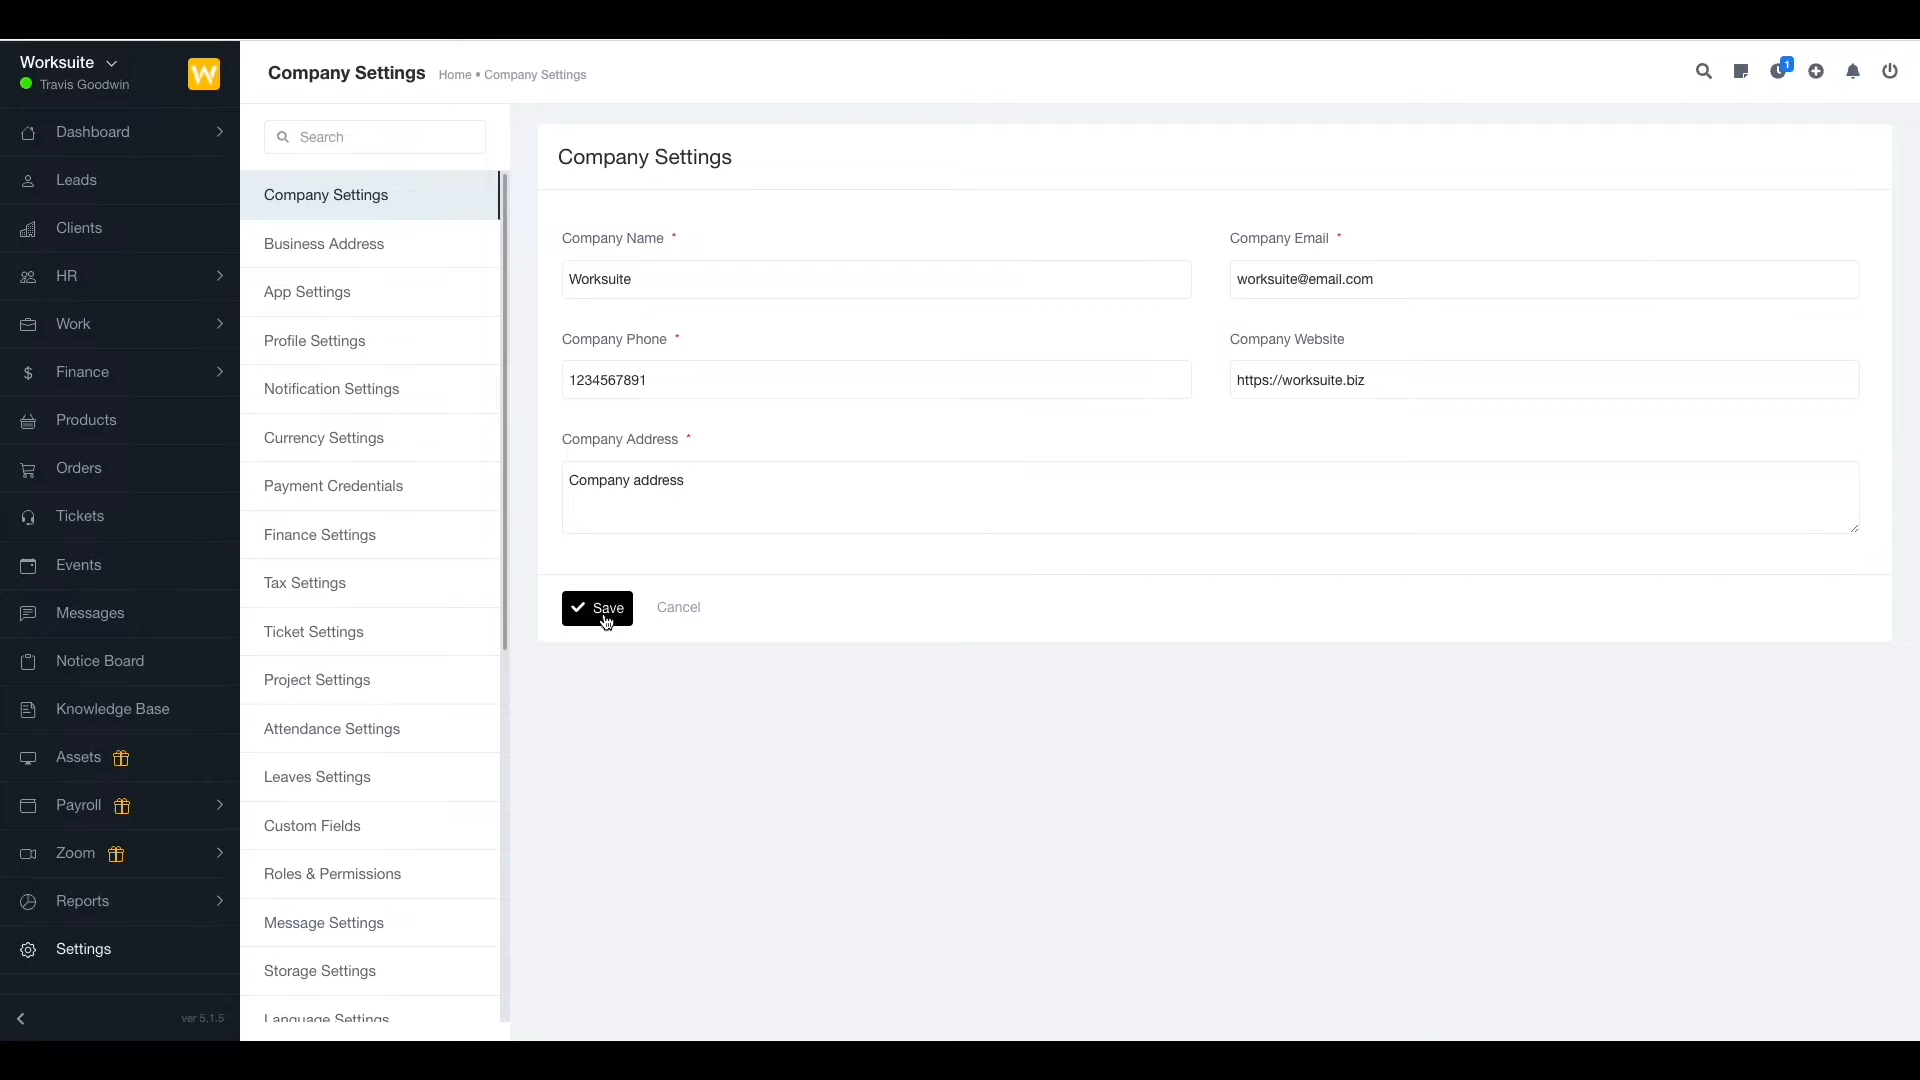 Worksuite
Travis Goodwin
W
Dashboard
Leads
Clients
HR
Work
Finance
Products
Orders
Tickets
Events
Messages
Notice Board
Knowledge Base
Assets
Payroll
Zoom
Reports
Settings
ver 5.1.5
Company Settings Home • Company Settings
1
Search
Company Settings
Business Address
App Settings
Profile Settings
Notification Settings
Currency Settings
Payment Credentials
Finance Settings
Tax Settings
Ticket Settings
Project Settings
Attendance Settings
Leaves Settings
Custom Fields
Roles & Permissions
Message Settings
Storage Settings
Language Settings
Company Settings
Company Name *
Worksuite
Company Email *
worksuite@email.com
Company Phone *
1234567891
Company Website
https://worksuite.biz
Company Address *
Company address
Save Cancel